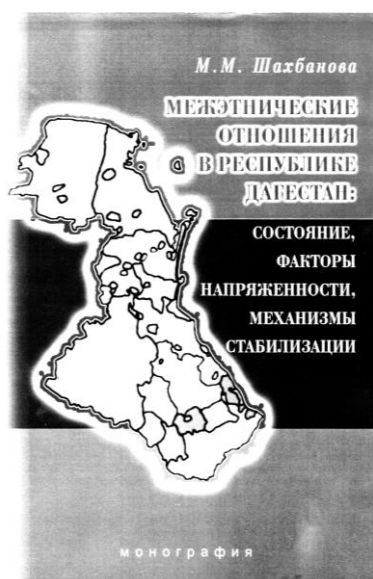 М.М. Шахбанова
МЕЖЭТНИЧЕСКИЕ
ОТНОШЕНИЯ
В РЕСПУБЛИКЕ
ДАГЕСТАН:
СОСТОЯНИЕ,
ФАКТОРЫ
НАПРЯЖЕННОСТИ,
МЕХАНИЗМЫ
СТАБИЛИЗАЦИИ
монография